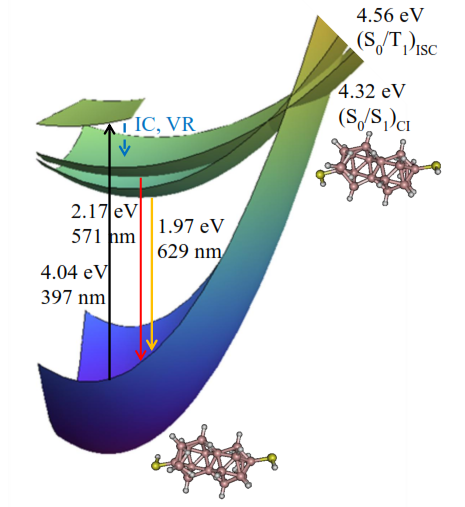 4.56 eV
(S₀/T₁)ISC
4.32 eV
(S₀/S₁)CI
IC, VR
2.17 eV
571 nm
1.97 eV
629 nm
4.04 eV
397 nm